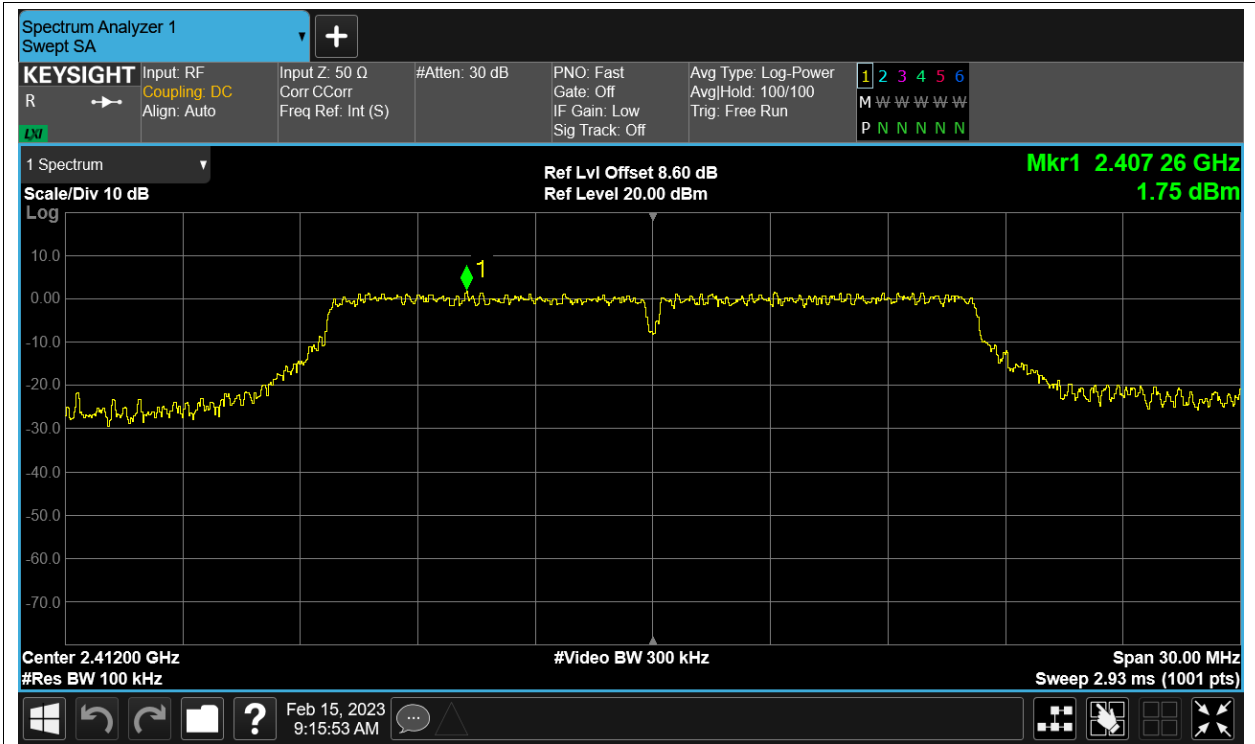 Spectrum Analyzer 1
Swept SA
+
KEYSIGHT
R
LXI
Input: RF
Coupling: DC
Align: Auto
Input Z: 50 Ω
Corr CCorr
Freq Ref: Int (S)
#Atten: 30 dB
PNO: Fast
Gate: Off
IF Gain: Low
Sig Track: Off
Avg Type: Log-Power
Avg|Hold: 100/100
Trig: Free Run
1 2 3 4 5 6
M W W W W W
P N N N N N
1 Spectrum
Scale/Div 10 dB
Ref Lvl Offset 8.60 dB
Ref Level 20.00 dBm
Mkr1 2.407 26 GHz
1.75 dBm
Log
10.0
0.00
-10.0
-20.0
-30.0
-40.0
-50.0
-60.0
-70.0
1
Center 2.41200 GHz
#Res BW 100 kHz
#Video BW 300 kHz
Span 30.00 MHz
Sweep 2.93 ms (1001 pts)
?
Feb 15, 2023
9:15:53 AM